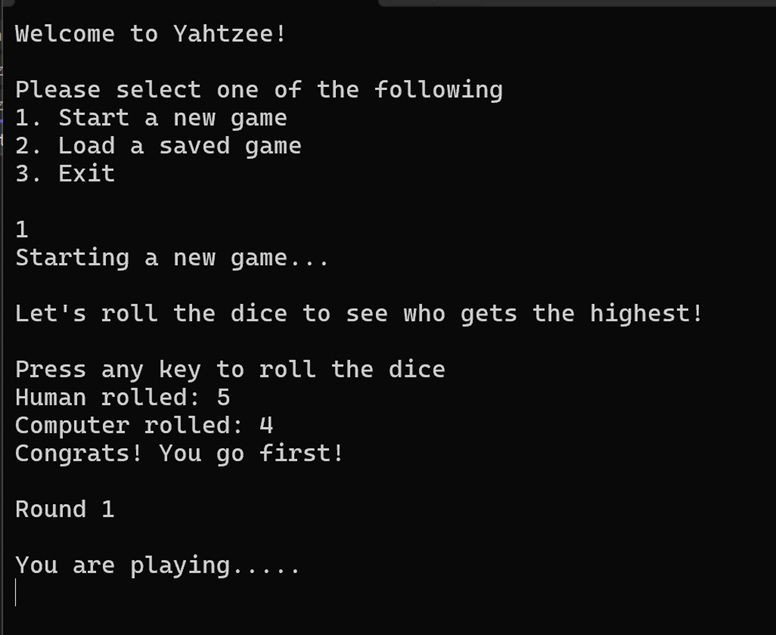 Welcome to Yahtzee!
Please select one of the following
1. Start a new game
2. Load a saved game
3. Exit
1
Starting a new game...
Let's roll the dice to see who gets the highest!
Press any key to roll the dice
Human rolled: 5
Computer rolled: 4
Congrats! You go first!
Round 1
You are playing.....